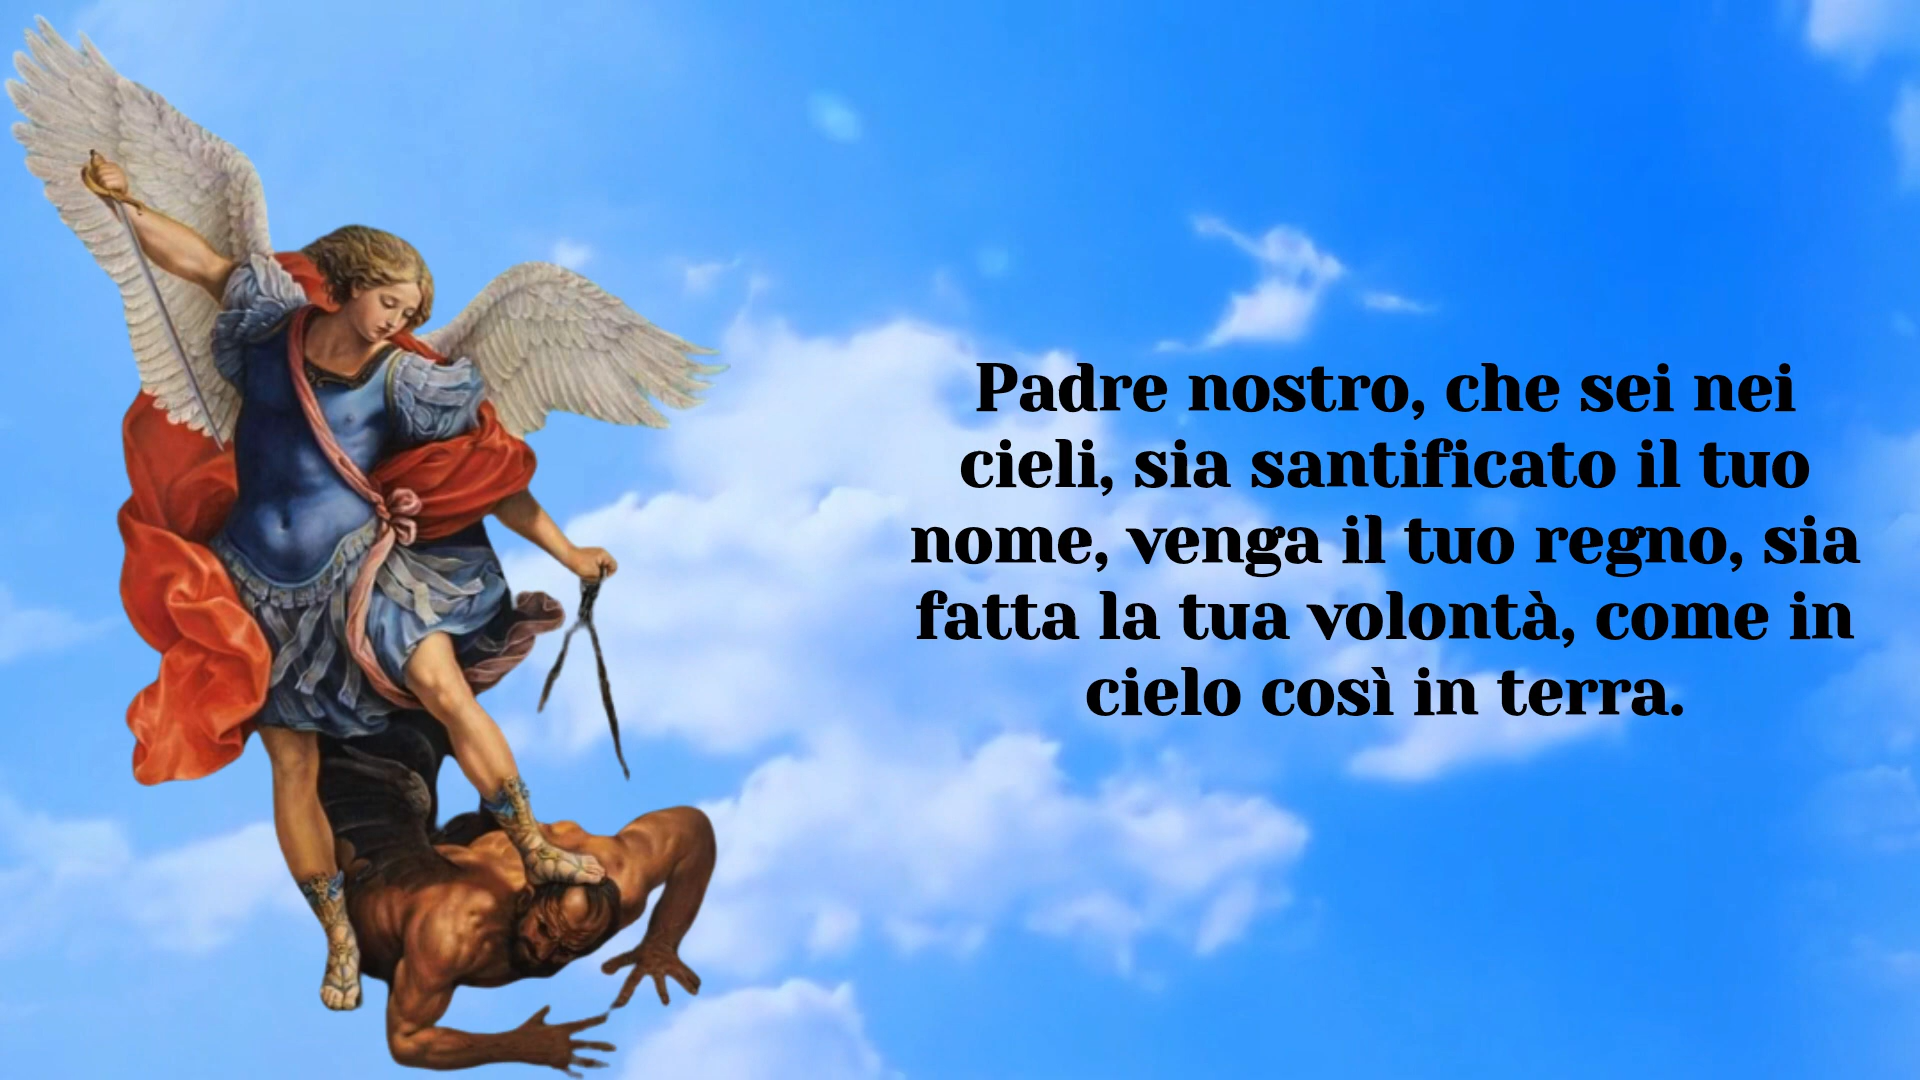 Padre nostro, che sei nei
cieli, sia santificato il tuo
nome, venga il tuo regno, sia
fatta la tua volontà, come in
cielo così in terra.